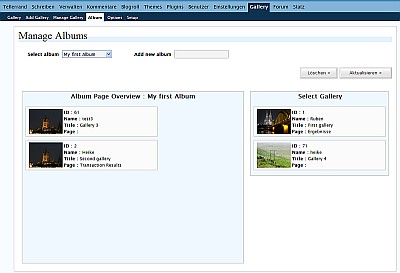 Tellerrand Schreiben Verwalten Kommentare Blogroll Themes Plugins Benutzer Einstellungen Gallery Forum Statz
Gallery Add Gallery Manage Gallery Album Options Setup
Manage Albums
Select album My first Album Add new album
Löschen » Aktualisieren »
Album Page Overview : My first Album
ID : 61
Name : test3
Title : Gallery 3
Page :
ID : 2
Name : Heike
Title : Second gallery
Page : Transaction Results
Select Gallery
ID : 1
Name : Ruben
Title : First gallery
Page : Ergebnisse
ID : 71
Name : heike
Title : Gallery 4
Page :